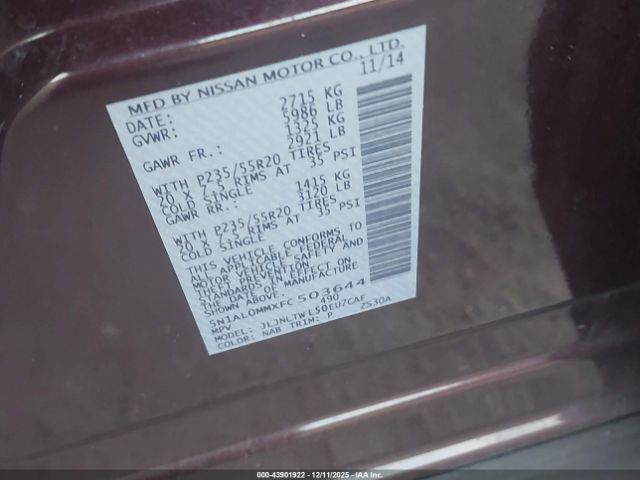 MFD BY NISSAN MOTOR CO., LTD.
DATE: 11/14
GVWR: 2715 KG
5986 LB
GAWR FR.: 1325 KG
2921 LB
WITH P235/55R20 TIRES
20 X 7.5 RIMS AT 35 PSI
COLD SINGLE
GAWR RR.: 1415 KG
3120 LB
WITH P235/55R20 TIRES
20 X 7.5 RIMS AT 35 PSI
COLD SINGLE
THIS VEHICLE CONFORMS TO
ALL APPLICABLE FEDERAL
MOTOR VEHICLE SAFETY AND
THEFT PREVENTION
STANDARDS IN EFFECT ON
THE DATE OF MANUFACTURE
SHOWN ABOVE.
5N1AL0MMXFC 503644
MPV 490
MODEL: JLJNLTWL50EU7CAF
COLOR: NAB TRIM: P ZS30A
000-43901922 - 12/11/2025 - IAA Inc.